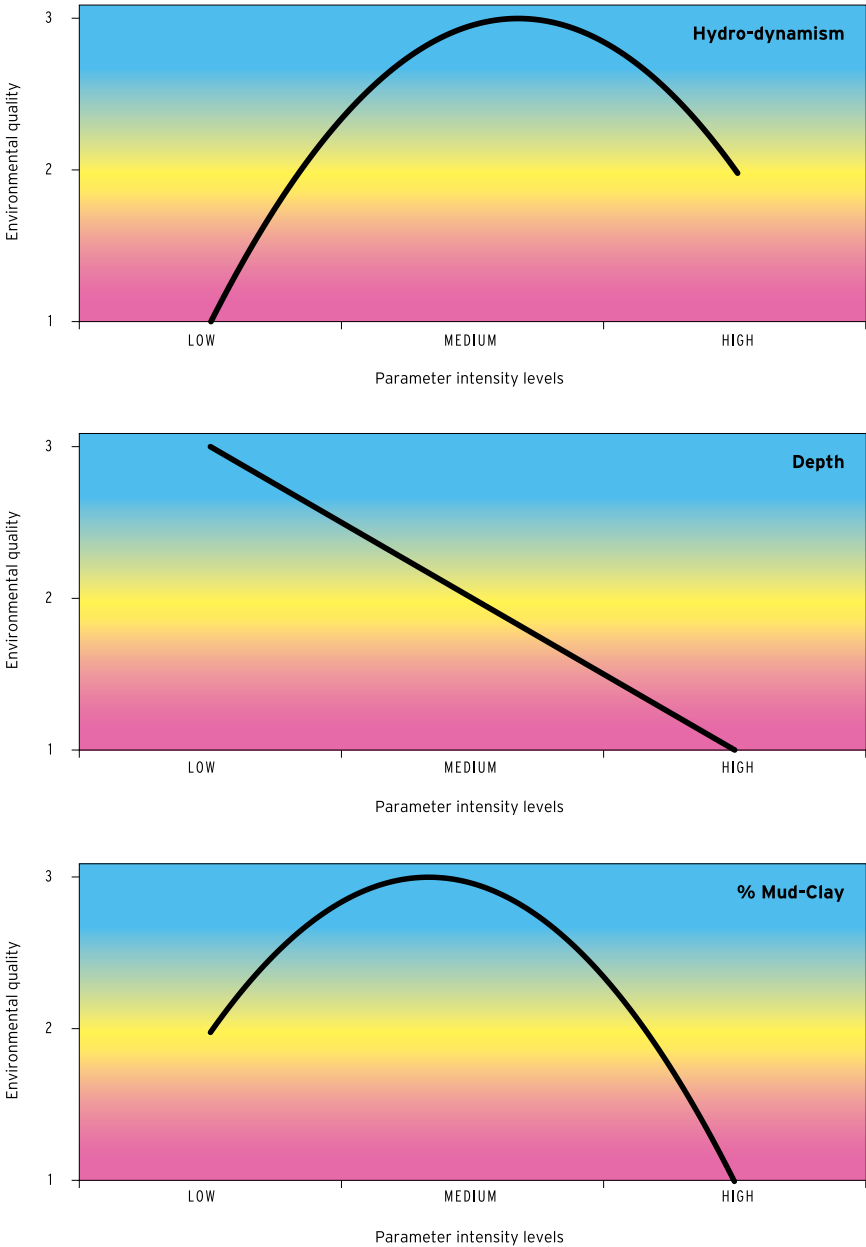 3
Hydro-dynamism
Environmental quality
2
1
LOW MEDIUM HIGH
Parameter intensity levels
3
Depth
Environmental quality
2
1
LOW MEDIUM HIGH
Parameter intensity levels
3
% Mud-Clay
Environmental quality
2
1
LOW MEDIUM HIGH
Parameter intensity levels